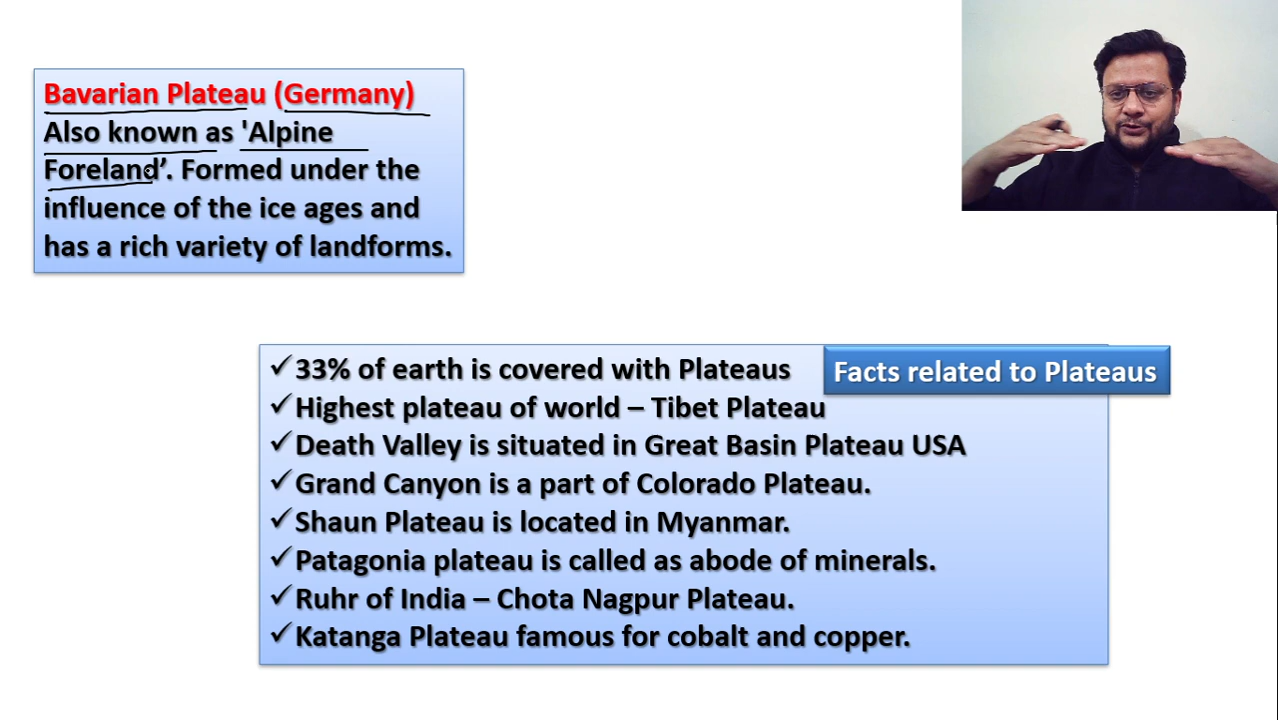 Bavarian Plateau (Germany)
Also known as 'Alpine
Foreland’. Formed under the
influence of the ice ages and
has a rich variety of landforms.
Facts related to Plateaus
✓33% of earth is covered with Plateaus
✓Highest plateau of world – Tibet Plateau
✓Death Valley is situated in Great Basin Plateau USA
✓Grand Canyon is a part of Colorado Plateau.
✓Shaun Plateau is located in Myanmar.
✓Patagonia plateau is called as abode of minerals.
✓Ruhr of India – Chota Nagpur Plateau.
✓Katanga Plateau famous for cobalt and copper.